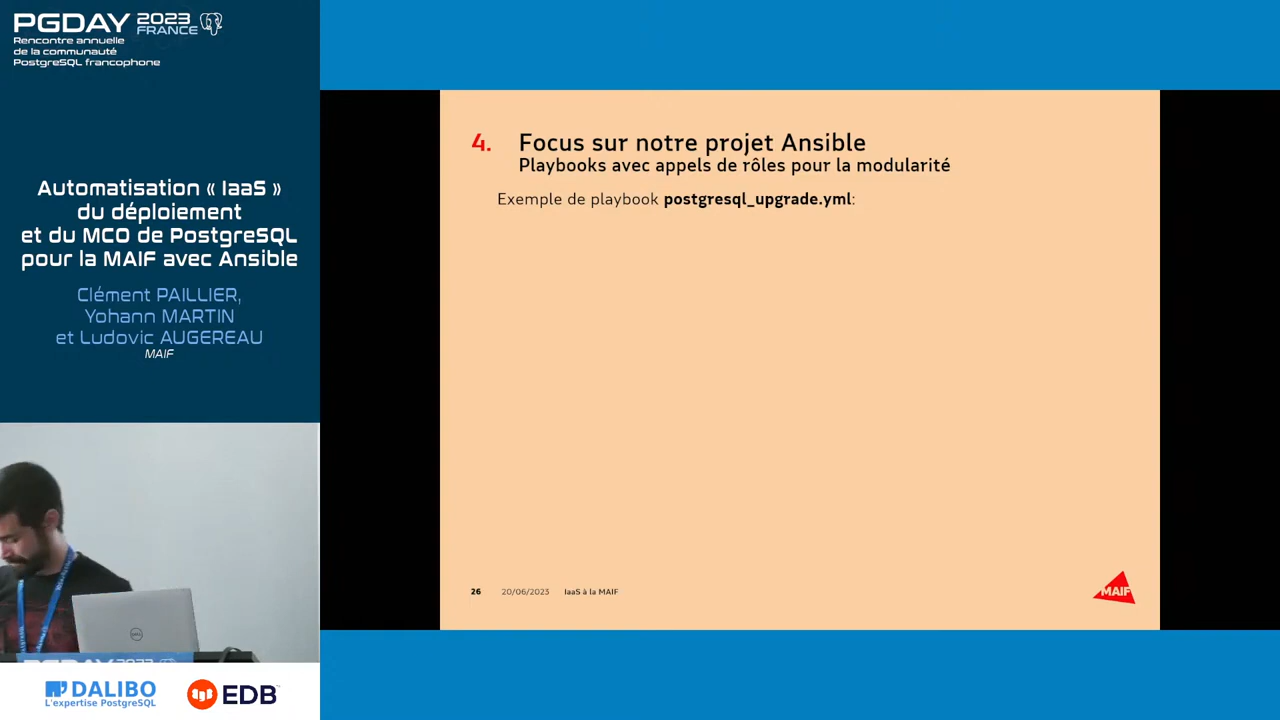 PGDAY 2023 FRANCE
Rencontre annuelle
de la communauté
PostgreSQL francophone
Automatisation « IaaS »
du déploiement
et du MCO de PostgreSQL
pour la MAIF avec Ansible
Clément PAILLIER,
Yohann MARTIN
et Ludovic AUGEREAU
MAIF
4. Focus sur notre projet Ansible
Playbooks avec appels de rôles pour la modularité
Exemple de playbook postgresql_upgrade.yml:
26 20/06/2023 IaaS à la MAIF
MAIF
DELL
PGDAY 2023
DALIBO
L'expertise PostgreSQL
EDB